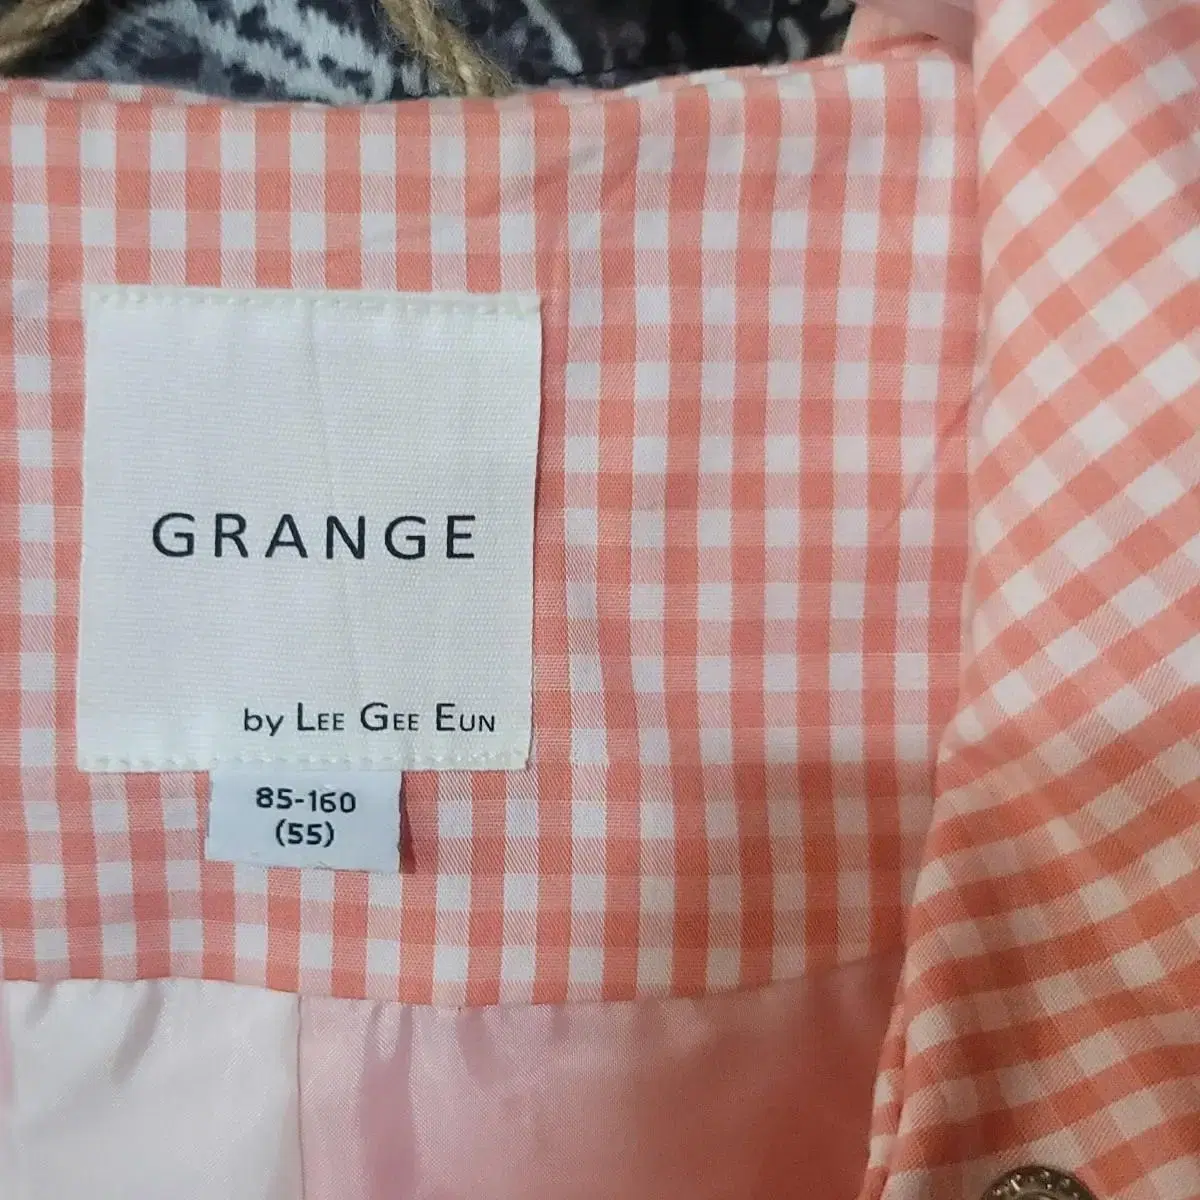 GRANGE
by LEE GEE EUN
85-160
(55)